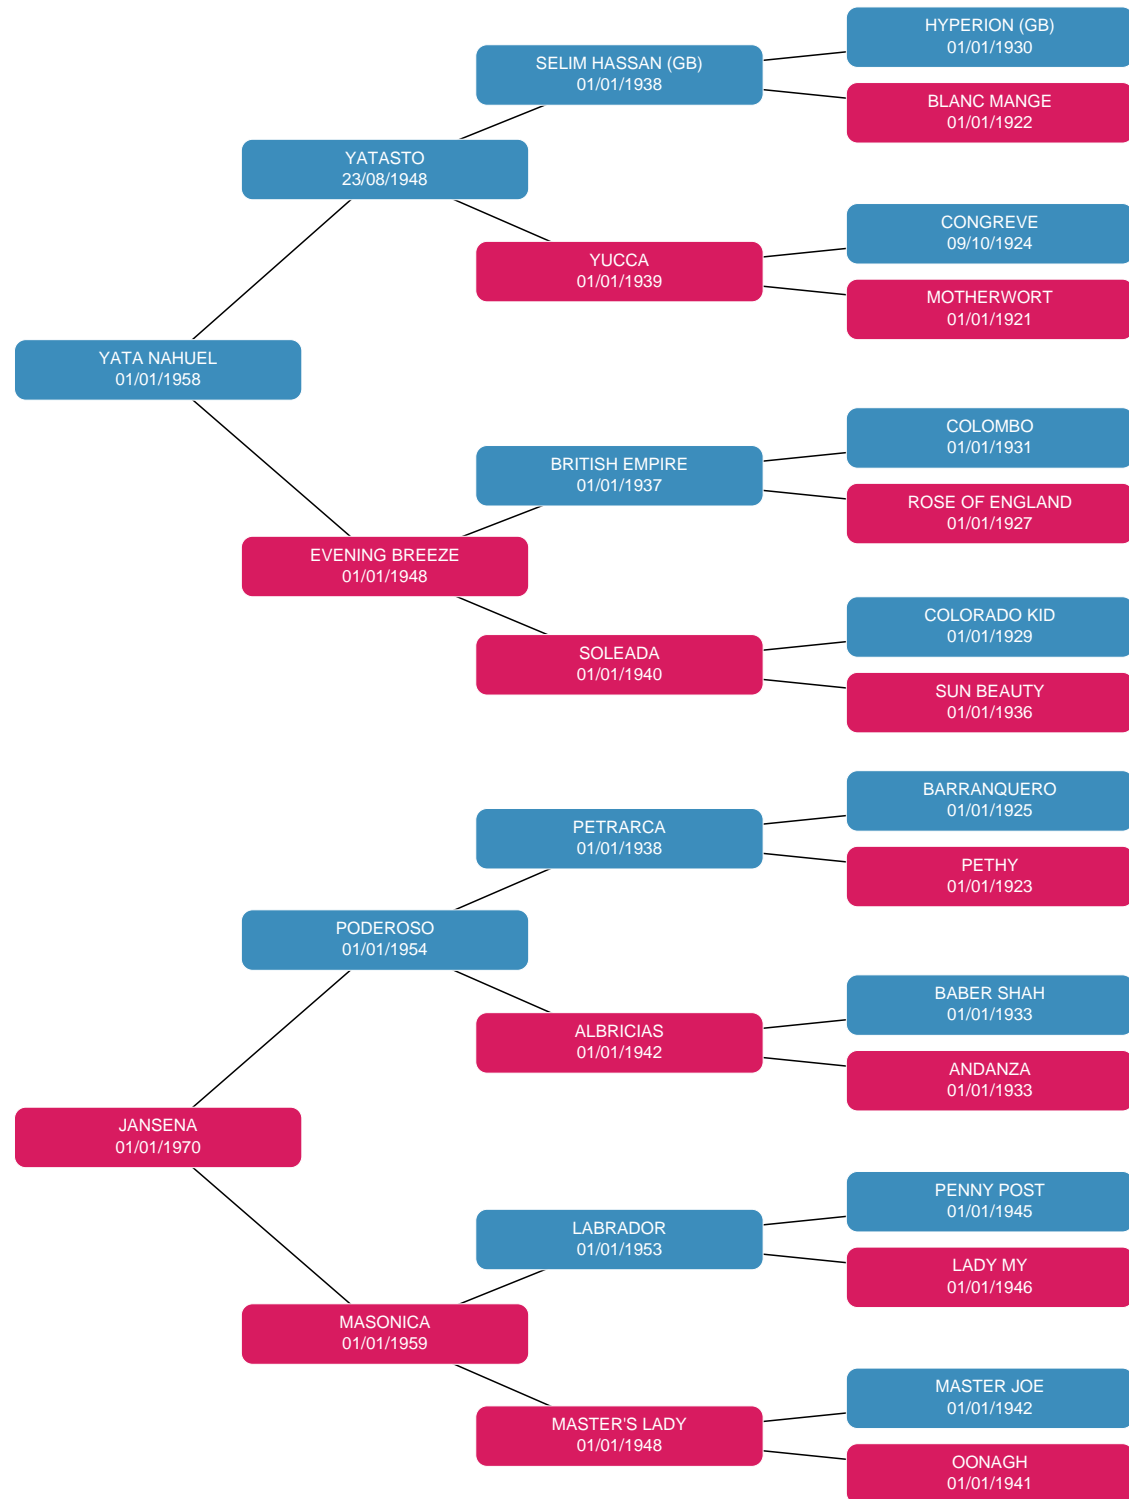 HYPERION (GB)
01/01/1930
SELIM HASSAN (GB)
01/01/1938
BLANC MANGE
01/01/1922
YATASTO
23/08/1948
CONGREVE
09/10/1924
YUCCA
01/01/1939
MOTHERWORT
01/01/1921
YATA NAHUEL
01/01/1958
COLOMBO
01/01/1931
BRITISH EMPIRE
01/01/1937
ROSE OF ENGLAND
01/01/1927
EVENING BREEZE
01/01/1948
COLORADO KID
01/01/1929
SOLEADA
01/01/1940
SUN BEAUTY
01/01/1936
BARRANQUERO
01/01/1925
PETRARCA
01/01/1938
PETHY
01/01/1923
PODEROSO
01/01/1954
BABER SHAH
01/01/1933
ALBRICIAS
01/01/1942
ANDANZA
01/01/1933
JANSENA
01/01/1970
PENNY POST
01/01/1945
LABRADOR
01/01/1953
LADY MY
01/01/1946
MASONICA
01/01/1959
MASTER JOE
01/01/1942
MASTER'S LADY
01/01/1948
OONAGH
01/01/1941